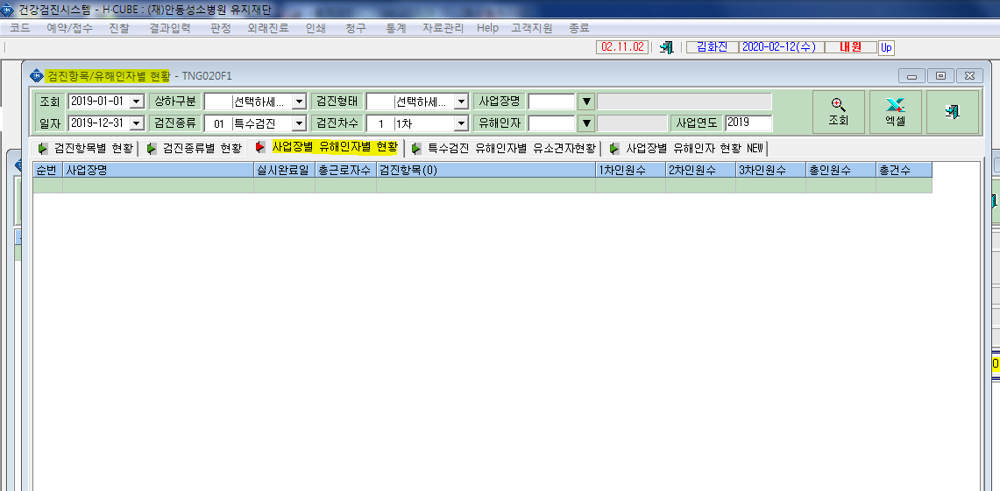 건강검진시스템 - H-CUBE : (재)안동성소병원 유지재단
코드 예약/접수 진찰 결과입력 판정 외래진료 인쇄 청구 통계 자료관리 Help 고객지원 종료
02.11.02 김화진 2020-02-12(수) 내원 Up
검진항목/유해인자별 현황 - TNG020F1
조회 2019-01-01 상하구분 선택하세... 검진형태 선택하세... 사업장명 ▼
일자 2019-12-31 검진종류 01 특수검진 검진차수 1 1차 유해인자 ▼ 사업연도 2019
조회 엑셀
검진항목별 현황 검진종류별 현황 사업장별 유해인자별 현황 특수검진 유해인자별 유소견자현황 사업장별 유해인자 현황 NEW
순번 사업장명 실시완료일 총근로자수 검진항목(0) 1차인원수 2차인원수 3차인원수 총인원수 총건수